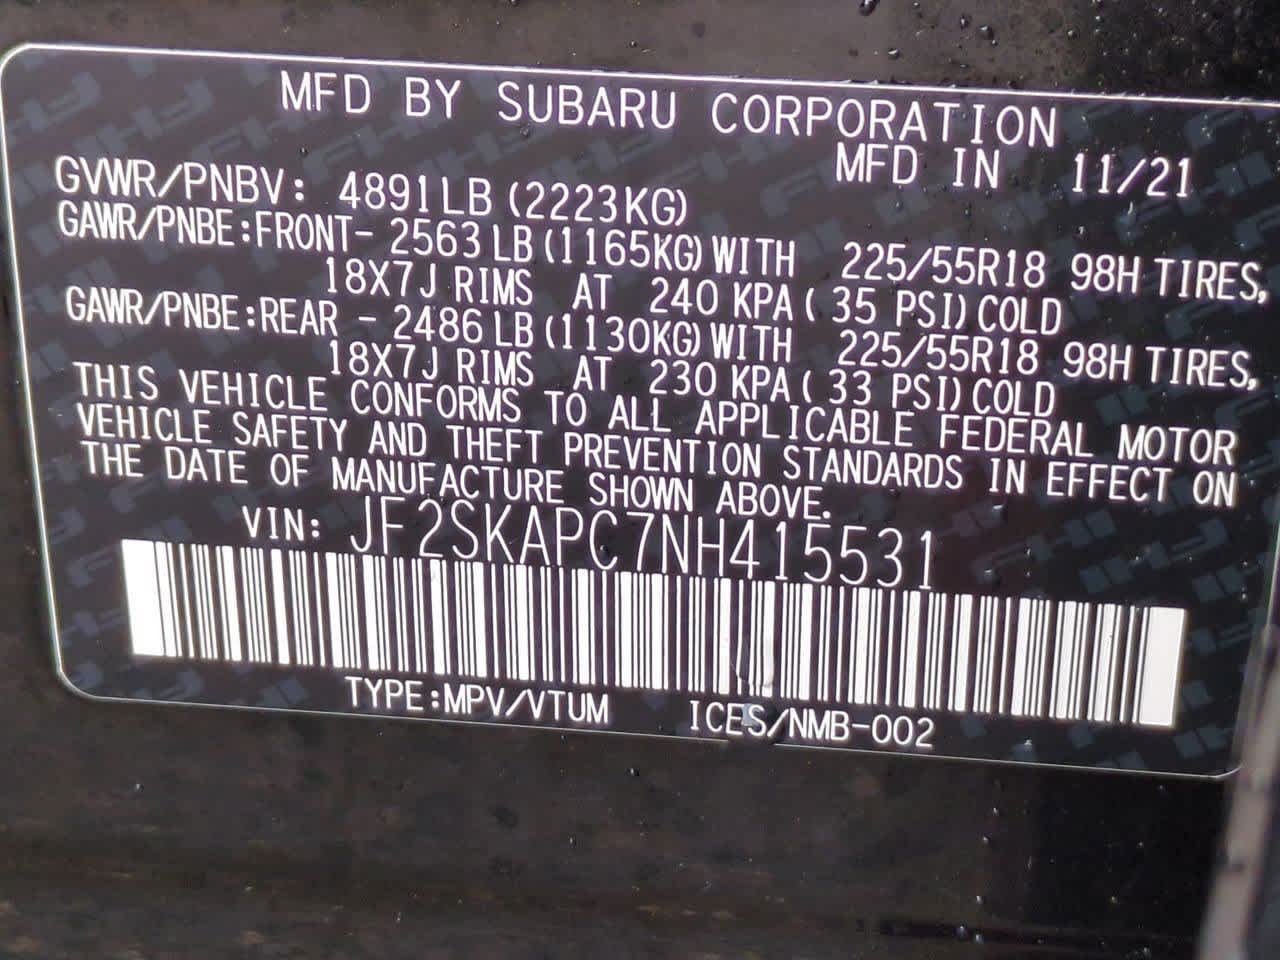 MFD BY SUBARU CORPORATION
MFD IN 11/21
GVWR/PNBV: 4891LB (2223KG)
GAWR/PNBE:FRONT- 2563LB(1165KG)WITH 225/55R18 98H TIRES,
18X7J RIMS AT 240 KPA( 35 PSI)COLD
GAWR/PNBE:REAR - 2486LB(1130KG)WITH 225/55R18 98H TIRES,
18X7J RIMS AT 230 KPA( 33 PSI)COLD
THIS VEHICLE CONFORMS TO ALL APPLICABLE FEDERAL MOTOR
VEHICLE SAFETY AND THEFT PREVENTION STANDARDS IN EFFECT ON
THE DATE OF MANUFACTURE SHOWN ABOVE.
VIN: JF2SKAPC7NH415531
TYPE:MPV/VTUM ICES/NMB-002